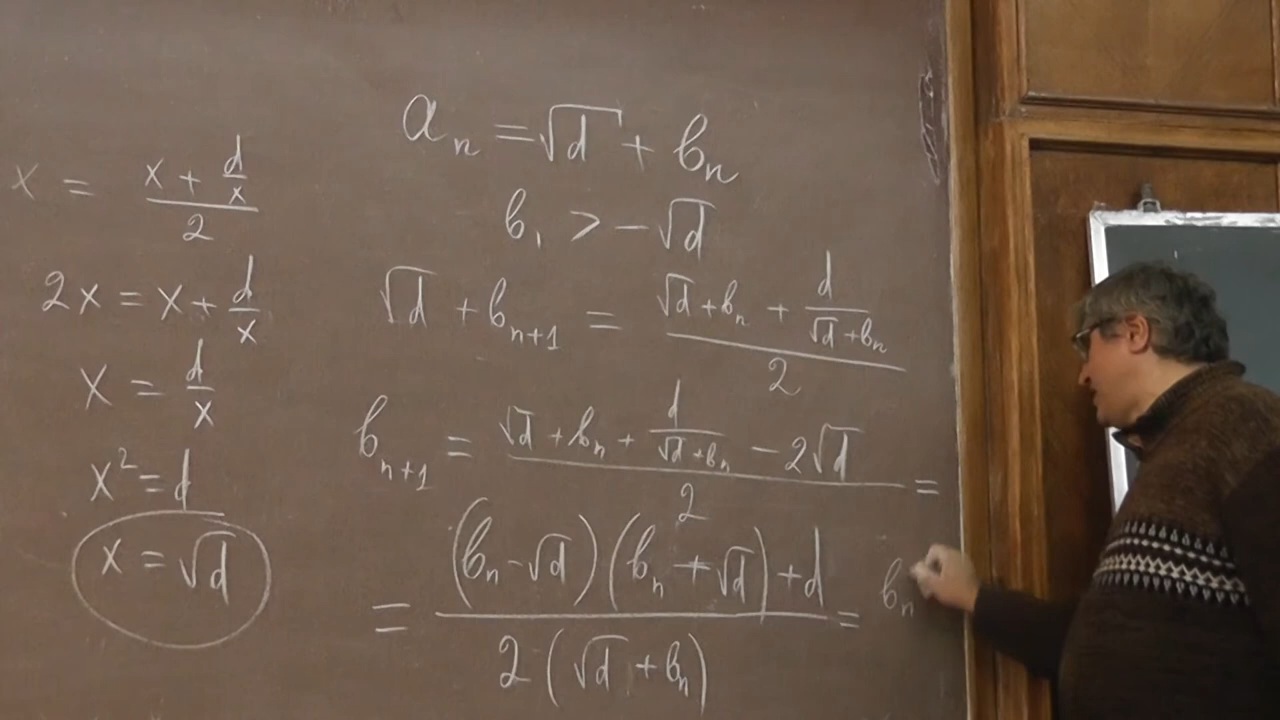 x = (x + d/x)/2
2x = x + d/x
x = d/x
x² = d
x = √d
aₙ = √d + bₙ
b₁ > -√d
√d + bₙ₊₁ = (√d + bₙ + d/(√d + bₙ))/2
bₙ₊₁ = (√d + bₙ + d/(√d + bₙ) - 2√d)/2 =
= ((bₙ - √d)(bₙ + √d) + d)/(2(√d + bₙ)) = bₙ